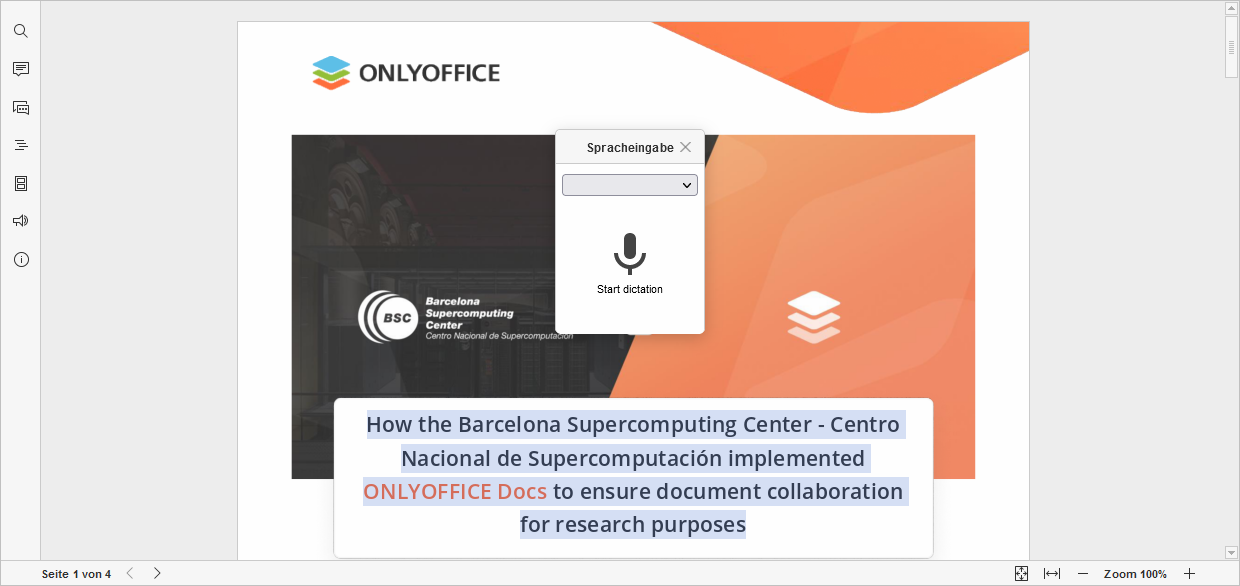 ONLYOFFICE
Spracheingabe
Start dictation
BSC
Barcelona
Supercomputing
Center
Centro Nacional de Supercomputación
How the Barcelona Supercomputing Center - Centro
Nacional de Supercomputación implemented
ONLYOFFICE Docs to ensure document collaboration
for research purposes
Seite 1 von 4
Zoom 100%